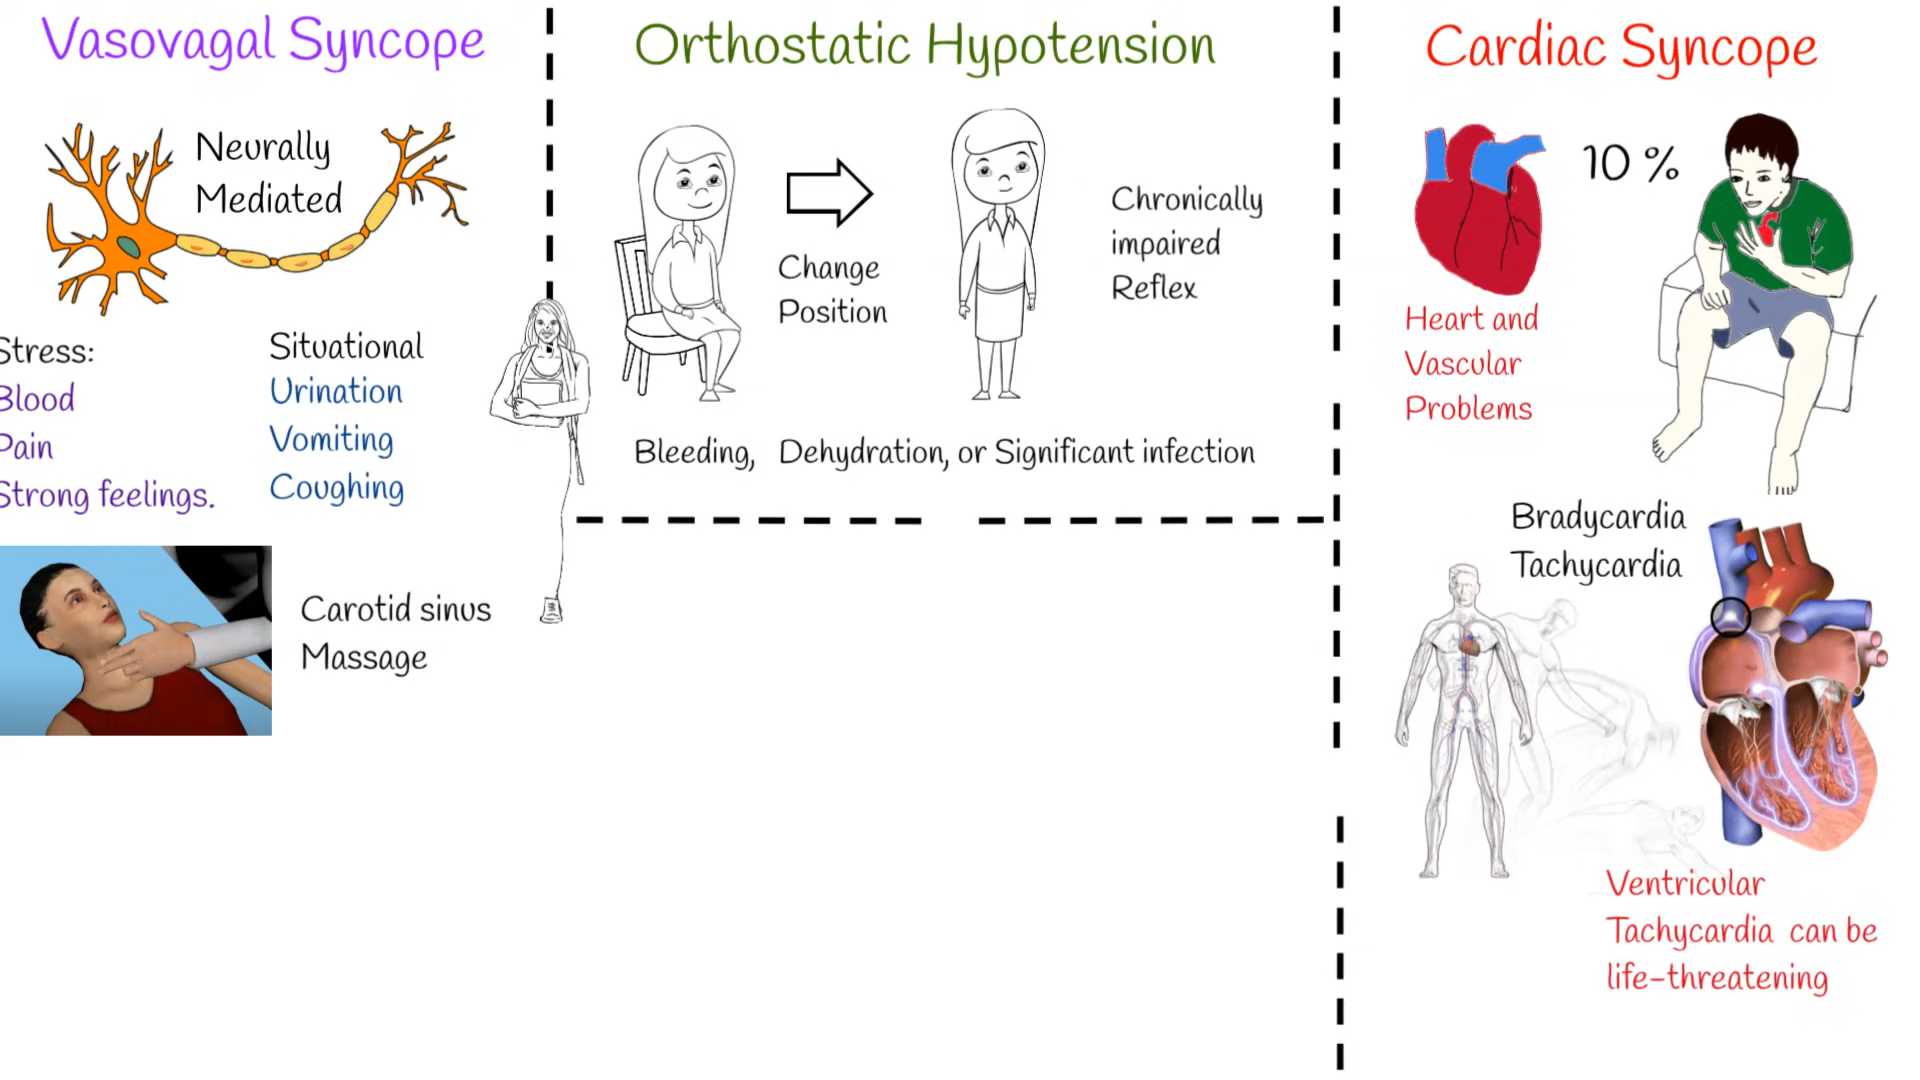 Vasovagal Syncope
Neurally
Mediated
Stress:
Blood
Pain
Strong feelings.
Situational
Urination
Vomiting
Coughing
Carotid sinus
Massage
Orthostatic Hypotension
Change
Position
Chronically
impaired
Reflex
Bleeding, Dehydration, or Significant infection
Cardiac Syncope
10 %
Heart and
Vascular
Problems
Bradycardia
Tachycardia
Ventricular
Tachycardia can be
life-threatening